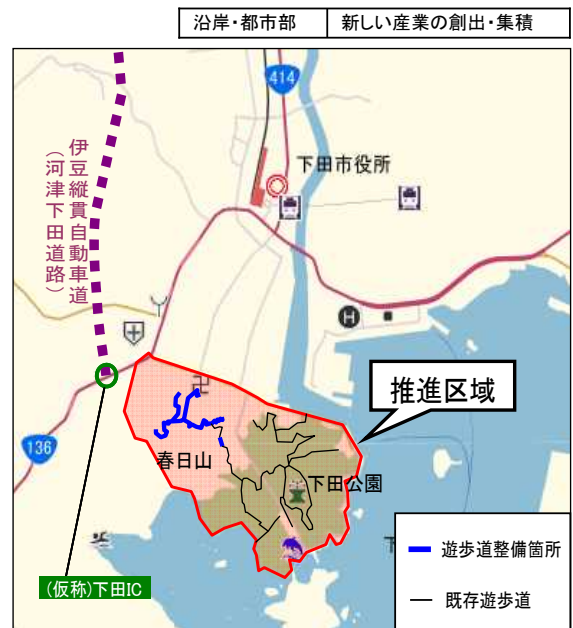 沿岸・都市部 新しい産業の創出・集積
414
下田市役所
伊豆縦貫自動車道
(河津下田道路)
H
推進区域
卍
136
春日山
下田公園
下
遊歩道整備箇所
(仮称)下田IC
既存遊歩道